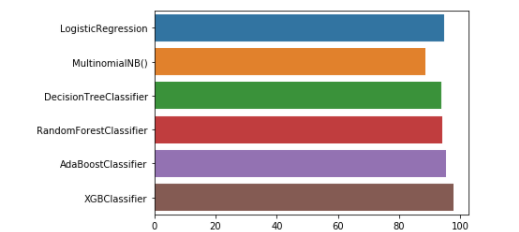 LogisticRegression
MultinomialNB()
DecisionTreeClassifier
RandomForestClassifier
AdaBoostClassifier
XGBClassifier
0 20 40 60 80 100